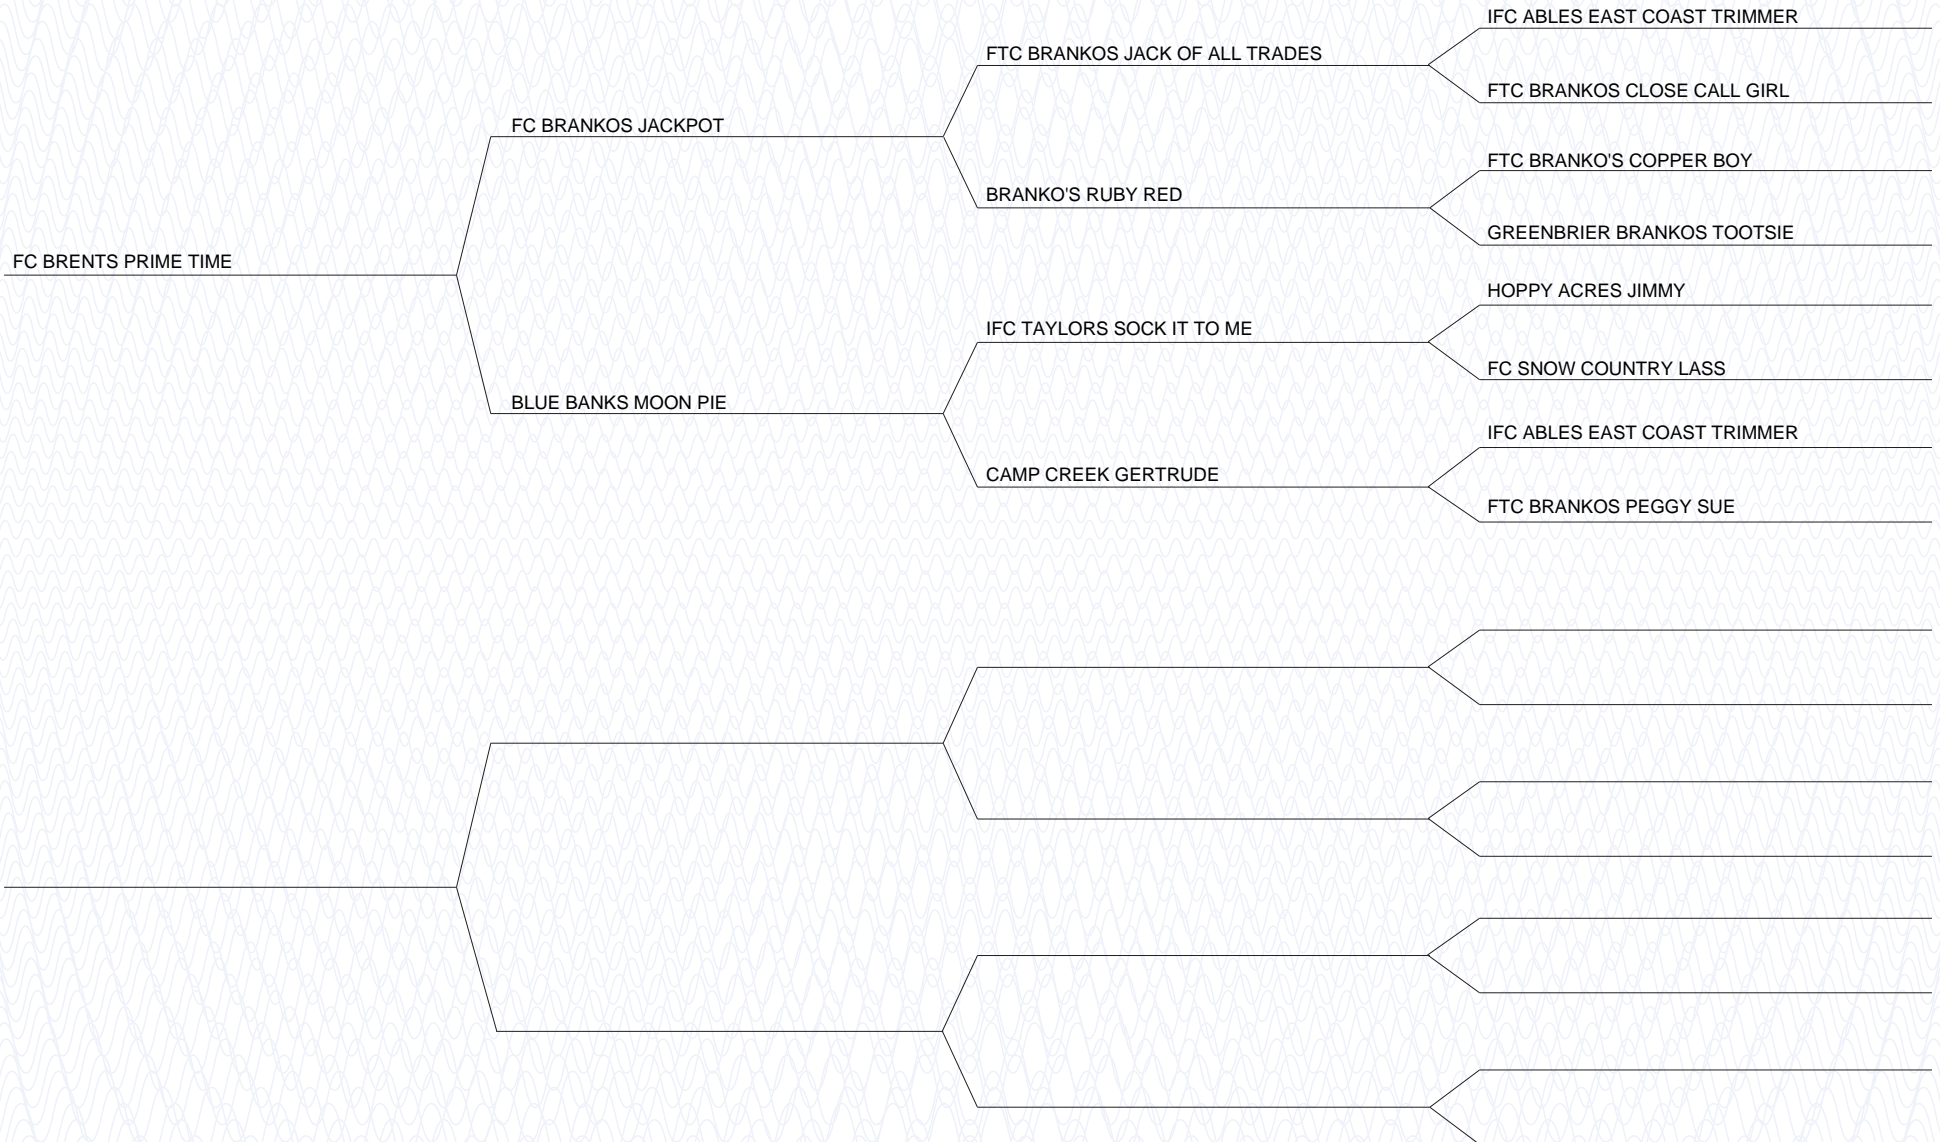 IFC ABLES EAST COAST TRIMMER
FTC BRANKOS JACK OF ALL TRADES
FTC BRANKOS CLOSE CALL GIRL
FC BRANKOS JACKPOT
FTC BRANKO'S COPPER BOY
BRANKO'S RUBY RED
GREENBRIER BRANKOS TOOTSIE
FC BRENTS PRIME TIME
HOPPY ACRES JIMMY
IFC TAYLORS SOCK IT TO ME
FC SNOW COUNTRY LASS
BLUE BANKS MOON PIE
IFC ABLES EAST COAST TRIMMER
CAMP CREEK GERTRUDE
FTC BRANKOS PEGGY SUE